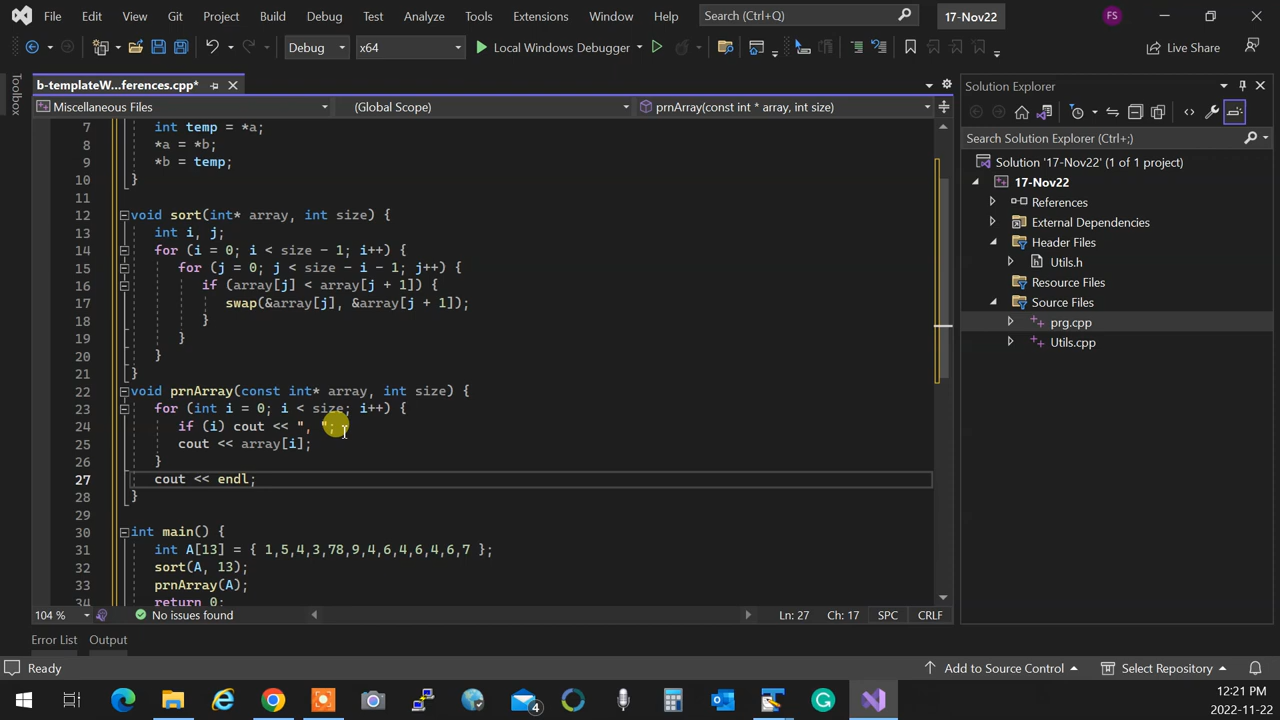 File Edit View Git Project Build Debug Test Analyze Tools Extensions Window Help Search (Ctrl+Q) 17-Nov22 FS
Debug x64 Local Windows Debugger Live Share
b-templateW...ferences.cpp*
Miscellaneous Files (Global Scope) prnArray(const int * array, int size)
Toolbox
7 int temp = *a;
8 *a = *b;
9 *b = temp;
10 }
11
12 void sort(int* array, int size) {
13 int i, j;
14 for (i = 0; i < size - 1; i++) {
15 for (j = 0; j < size - i - 1; j++) {
16 if (array[j] < array[j + 1]) {
17 swap(&array[j], &array[j + 1]);
18 }
19 }
20 }
21 }
22 void prnArray(const int* array, int size) {
23 for (int i = 0; i < size; i++) {
24 if (i) cout << ", ";
25 cout << array[i];
26 }
27 cout << endl;
28 }
29
30 int main() {
31 int A[13] = { 1,5,4,3,78,9,4,6,4,6,4,6,7 };
32 sort(A, 13);
33 prnArray(A);
34 return 0;
104 % No issues found Ln: 27 Ch: 17 SPC CRLF
Error List Output
Solution Explorer
Search Solution Explorer (Ctrl+;)
Solution '17-Nov22' (1 of 1 project)
17-Nov22
References
External Dependencies
Header Files
Utils.h
Resource Files
Source Files
prg.cpp
Utils.cpp
Ready Add to Source Control Select Repository
4
12:21 PM
2022-11-22